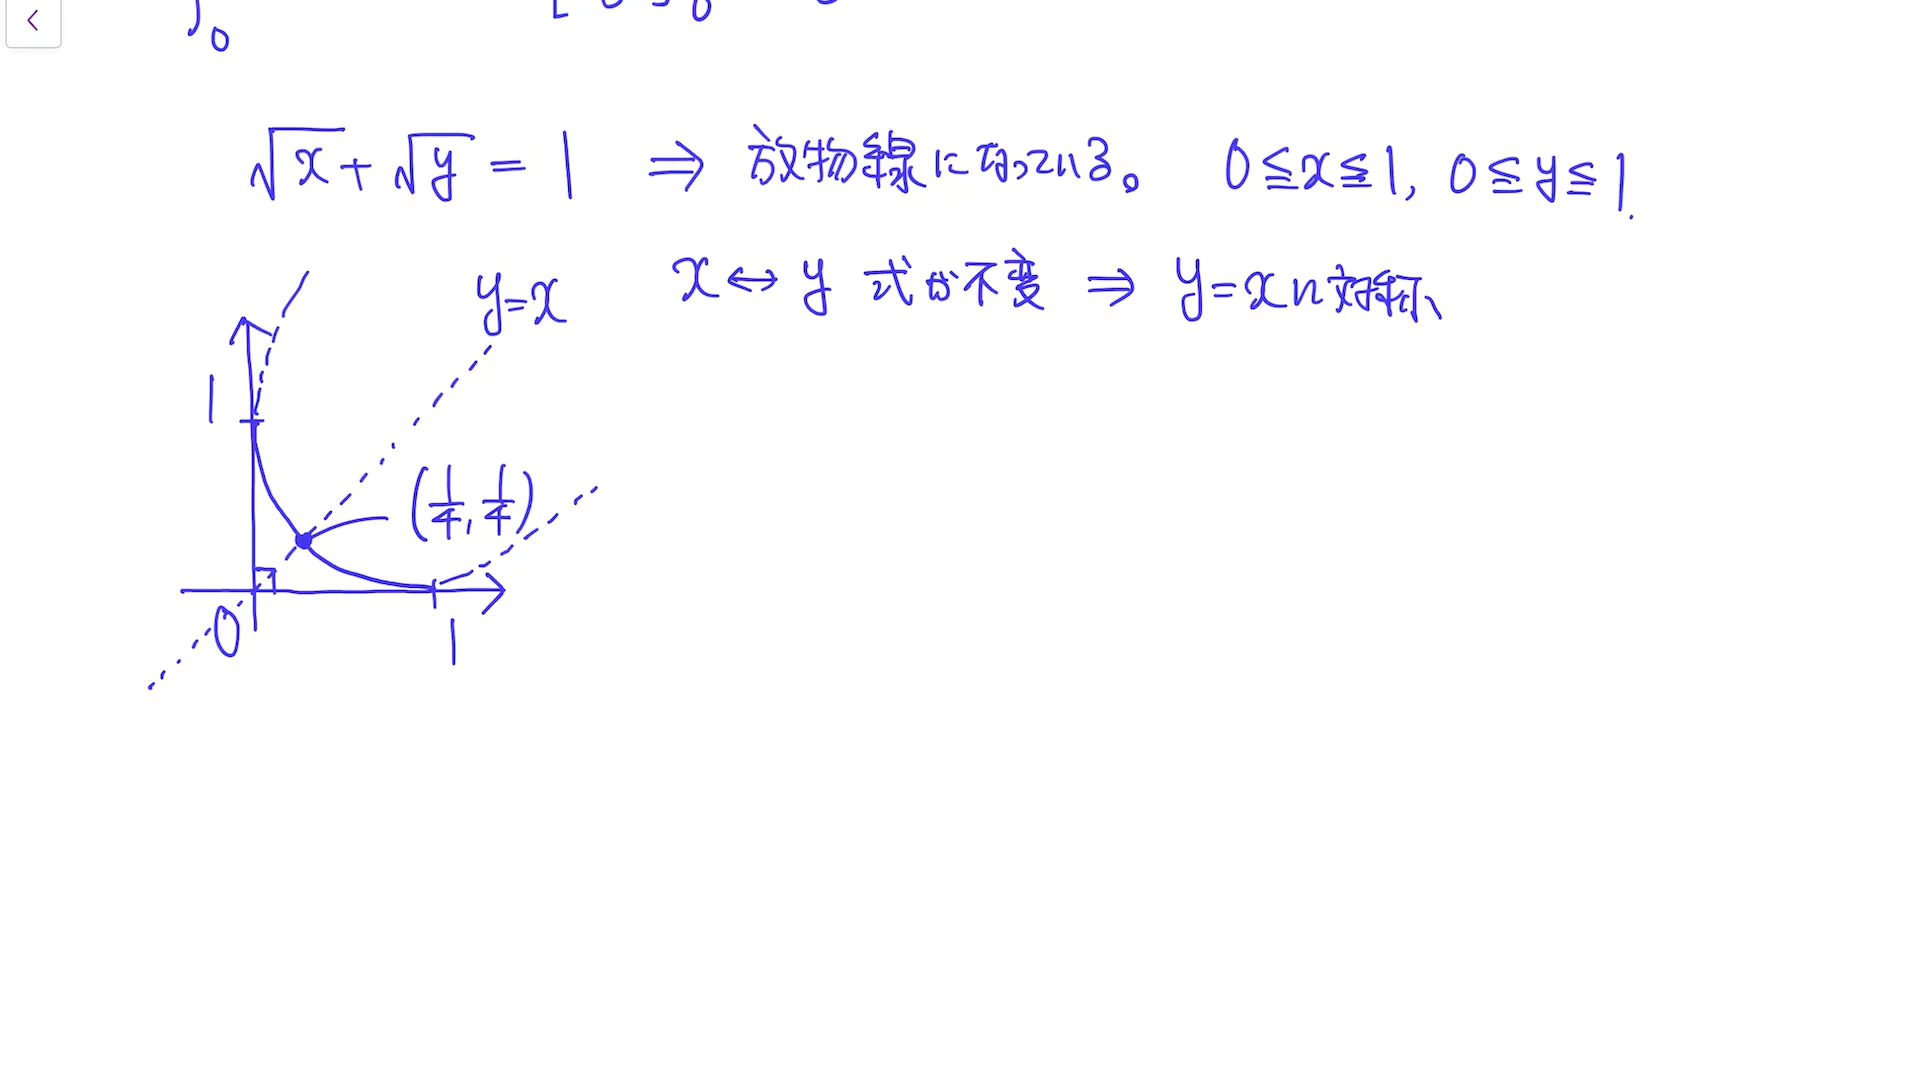 √x + √y = 1 ⇒ 放物線になっている。 0≦x≦1, 0≦y≦1.
x ↔ y 式が不変 ⇒ y=xに対称、
y=x
1
(1/4, 1/4)
0
1